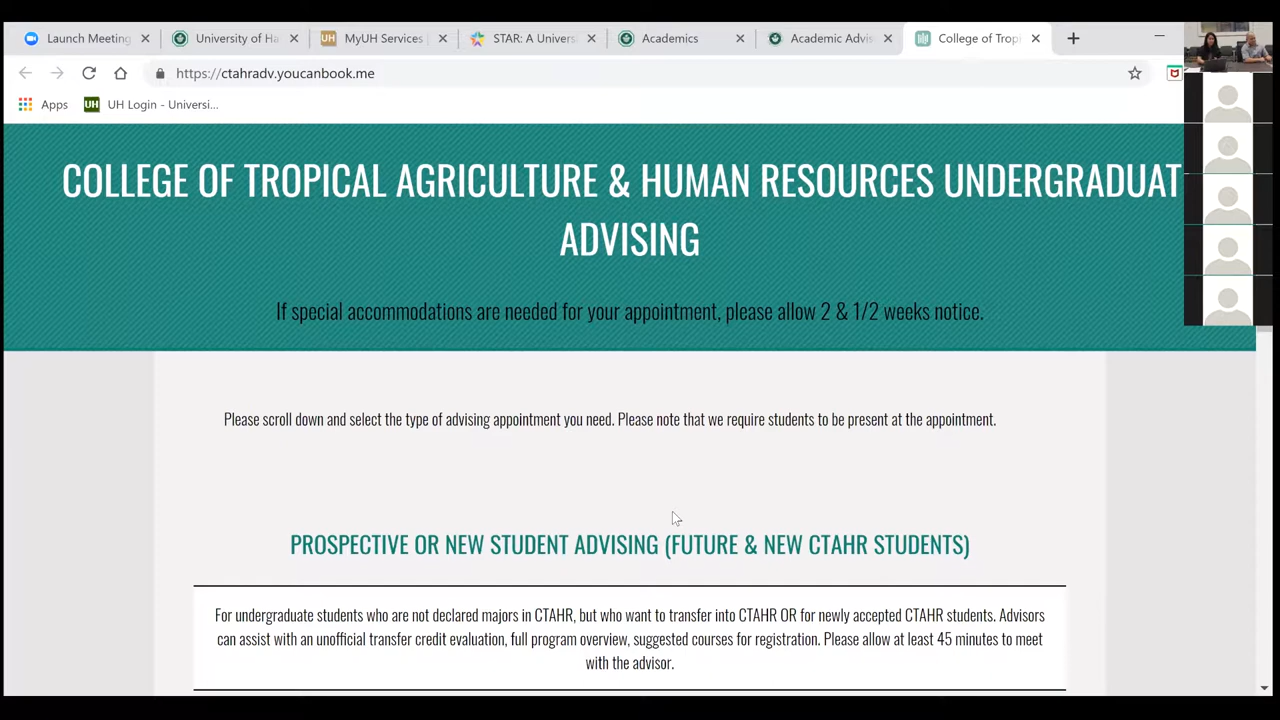 Launch Meeting
University of Ha
MyUH Services
STAR: A Univers
Academics
Academic Advis
College of Trop
https://ctahradv.youcanbook.me
Apps
UH Login - Universi...
COLLEGE OF TROPICAL AGRICULTURE & HUMAN RESOURCES UNDERGRADUAT
ADVISING
If special accommodations are needed for your appointment, please allow 2 & 1/2 weeks notice.
Please scroll down and select the type of advising appointment you need. Please note that we require students to be present at the appointment.
PROSPECTIVE OR NEW STUDENT ADVISING (FUTURE & NEW CTAHR STUDENTS)
For undergraduate students who are not declared majors in CTAHR, but who want to transfer into CTAHR OR for newly accepted CTAHR students. Advisors
can assist with an unofficial transfer credit evaluation, full program overview, suggested courses for registration. Please allow at least 45 minutes to meet
with the advisor.